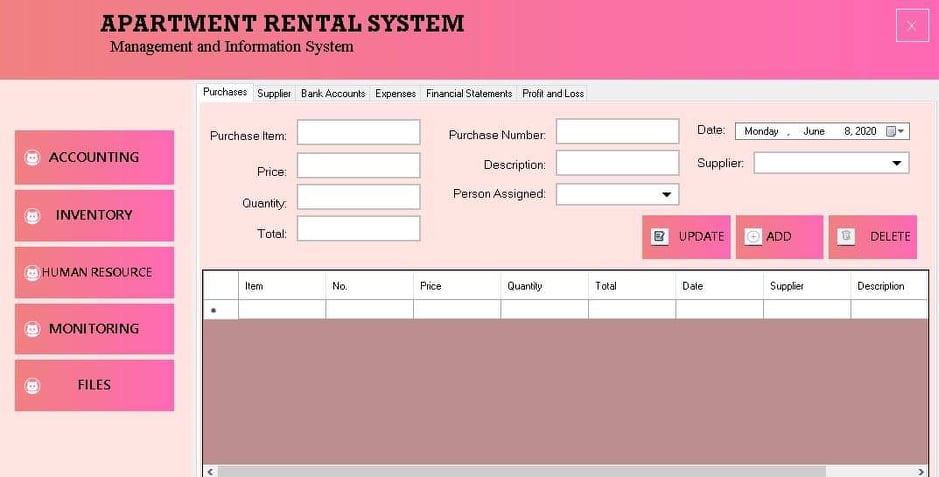 APARTMENT RENTAL SYSTEM
Management and Information System
Purchases Supplier Bank Accounts Expenses Financial Statements Profit and Loss
ACCOUNTING
INVENTORY
HUMAN RESOURCE
MONITORING
FILES
Purchase Item: Purchase Number: Date: Monday , June 8, 2020
Price: Description: Supplier:
Quantity: Person Assigned:
Total:
UPDATE ADD DELETE
Item No. Price Quantity Total Date Supplier Description